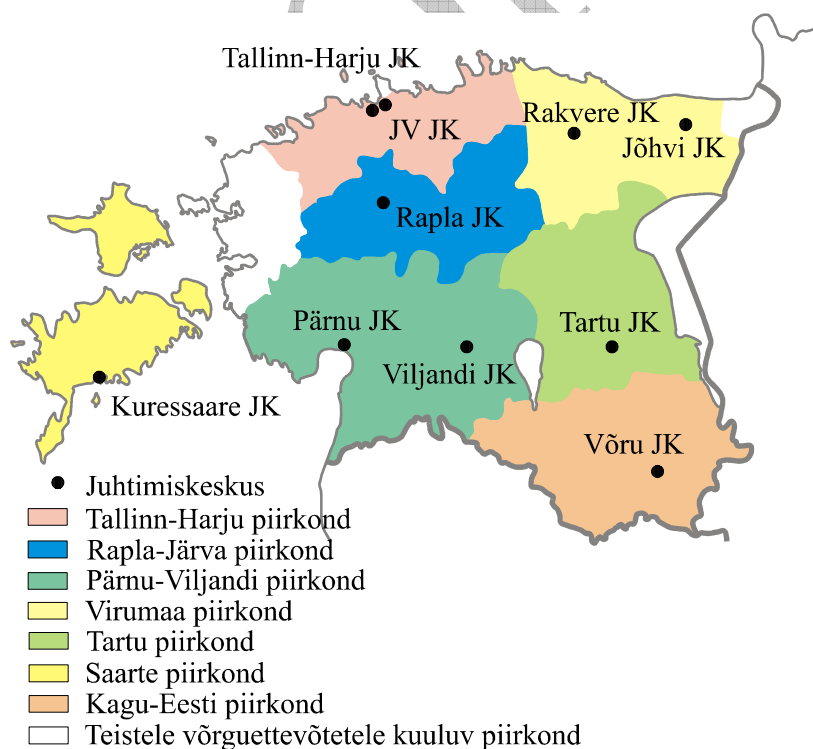 Tallinn-Harju JK
JV JK
Rakvere JK
Jõhvi JK
Rapla JK
Pärnu JK
Tartu JK
Viljandi JK
Kuressaare JK
Võru JK
Juhtimiskeskus
Tallinn-Harju piirkond
Rapla-Järva piirkond
Pärnu-Viljandi piirkond
Virumaa piirkond
Tartu piirkond
Saarte piirkond
Kagu-Eesti piirkond
Teistele võrguettevõtetele kuuluv piirkond